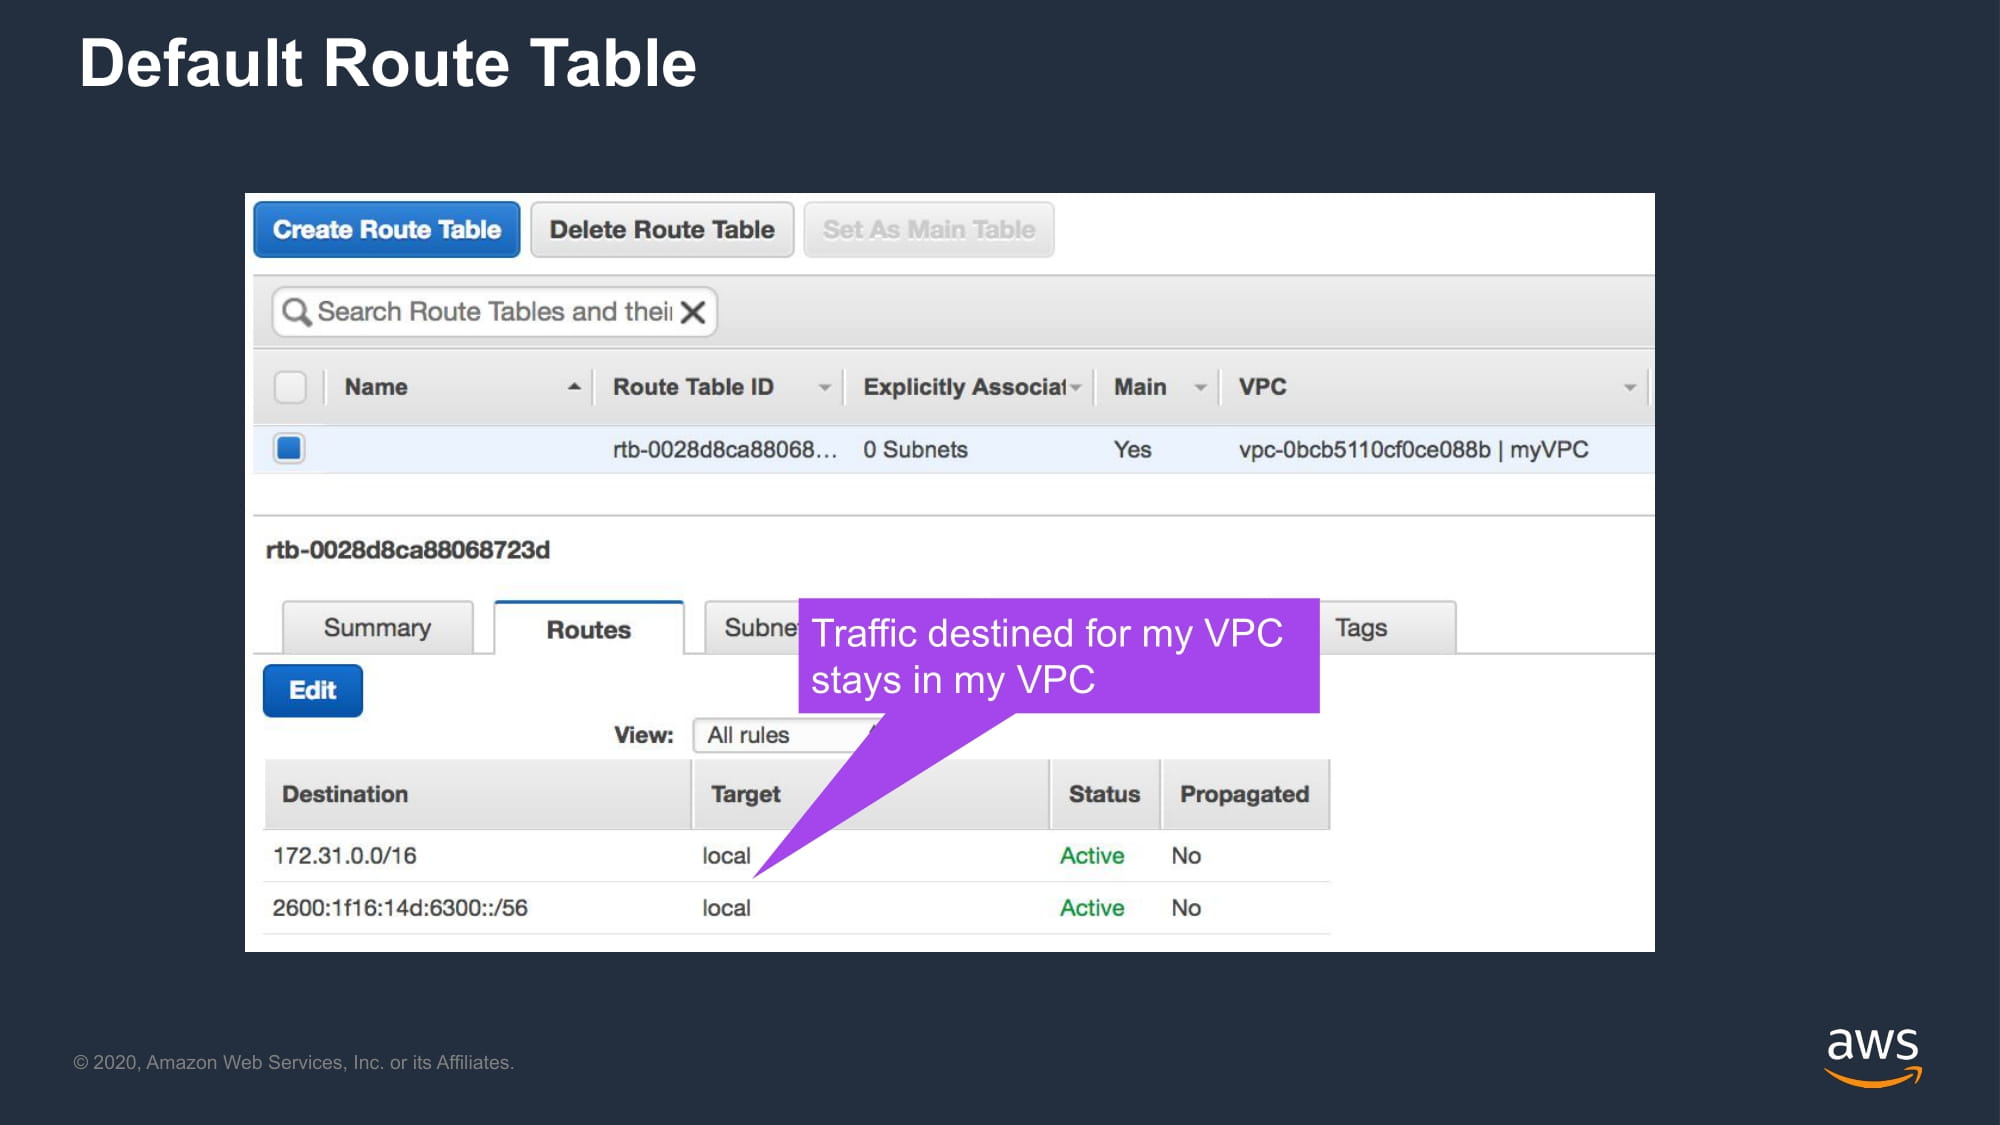 Default Route Table
Create Route Table
Delete Route Table
Set As Main Table
Search Route Tables and their
Name
Route Table ID
Explicitly Associat
Main
VPC
rtb-0028d8ca88068...
0 Subnets
Yes
vpc-0bcb5110cf0ce088b | myVPC
rtb-0028d8ca88068723d
Summary
Routes
Subne
Traffic destined for my VPC
stays in my VPC
Tags
Edit
View:
All rules
Destination
Target
Status
Propagated
172.31.0.0/16
local
Active
No
2600:1f16:14d:6300::/56
local
Active
No
© 2020, Amazon Web Services, Inc. or its Affiliates.
aws